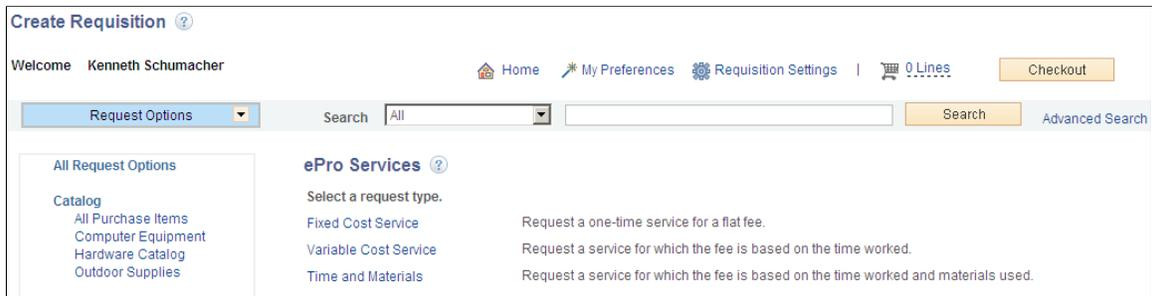 Create Requisition ?
Welcome Kenneth Schumacher
Home My Preferences Requisition Settings | 0 Lines Checkout
Request Options Search All Search Advanced Search
All Request Options
Catalog
All Purchase Items
Computer Equipment
Hardware Catalog
Outdoor Supplies
ePro Services ?
Select a request type.
Fixed Cost Service Request a one-time service for a flat fee.
Variable Cost Service Request a service for which the fee is based on the time worked.
Time and Materials Request a service for which the fee is based on the time worked and materials used.